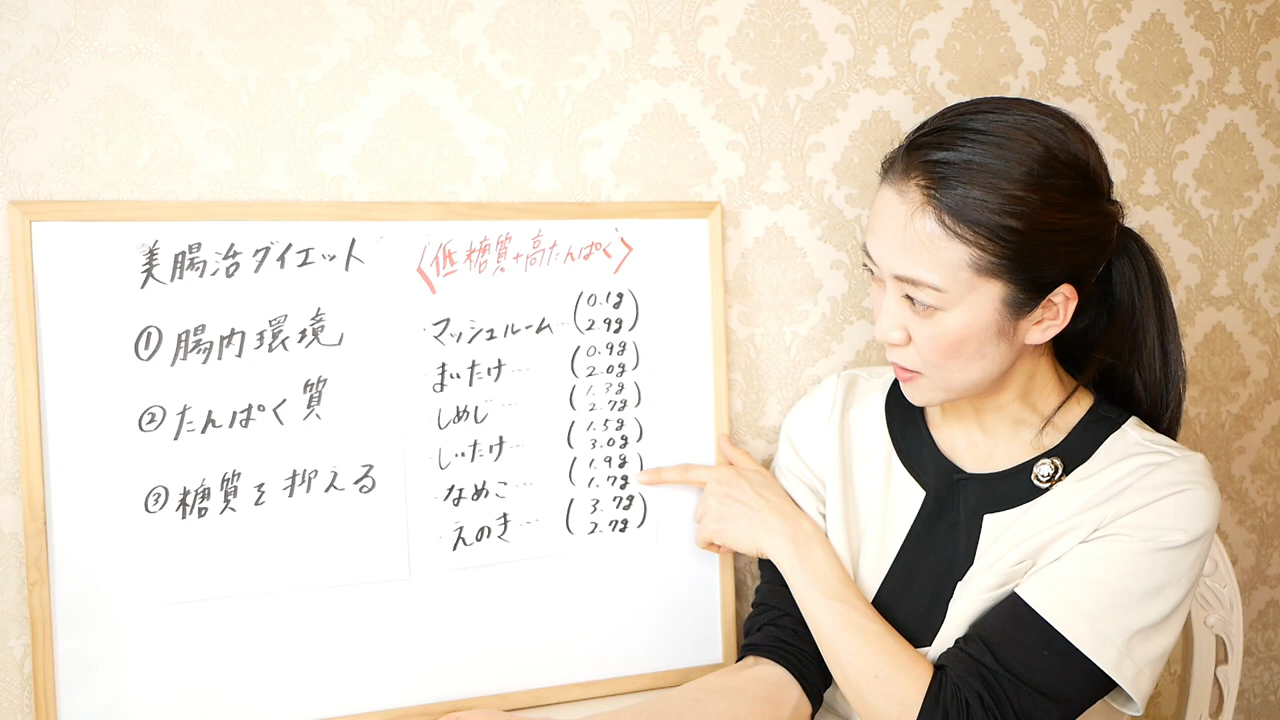 美腸治ダイエット
①腸内環境
②たんぱく質
③糖質を抑える
〈低糖質+高たんぱく〉
・マッシュルーム…(0.1g
2.9g)
・まいたけ…(0.9g
2.0g)
・しめじ…(1.3g
2.7g)
・しいたけ…(1.5g
3.0g)
・なめこ…(1.9g
1.7g)
・えのき…(3.7g
2.7g)